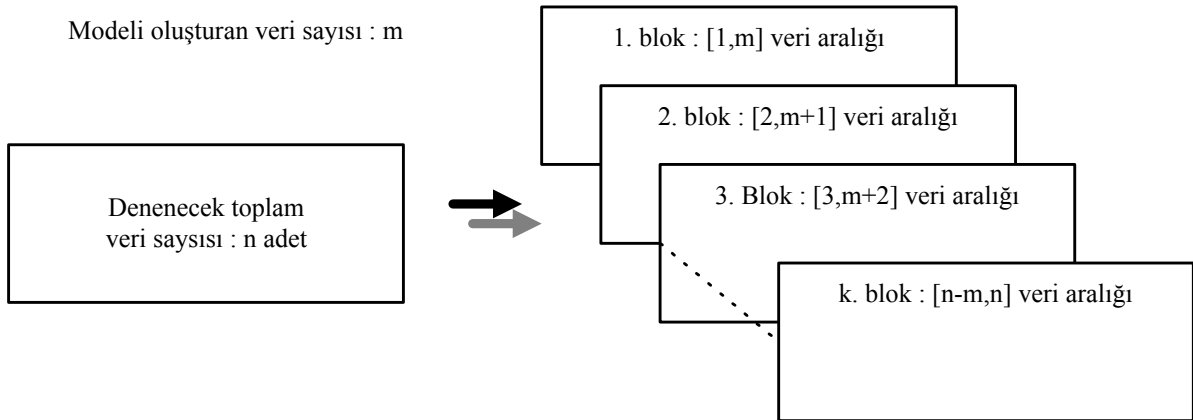 Modeli oluşturan veri sayısı : m
Denenecek toplam
veri saysısı : n adet
1. blok : [1,m] veri aralığı
2. blok : [2,m+1] veri aralığı
3. Blok : [3,m+2] veri aralığı
k. blok : [n-m,n] veri aralığı